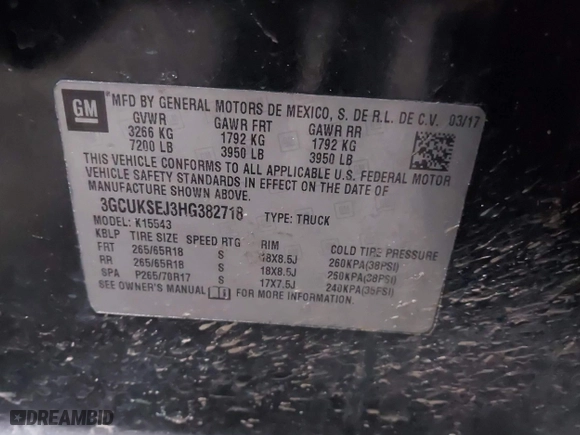 GM
MFD BY GENERAL MOTORS DE MEXICO, S. DE R.L. DE C.V. 03/17
GVWR GAWR FRT GAWR RR
3266 KG 1792 KG 1792 KG
7200 LB 3950 LB 3950 LB
THIS VEHICLE CONFORMS TO ALL APPLICABLE U.S. FEDERAL MOTOR
VEHICLE SAFETY STANDARDS IN EFFECT ON THE DATE OF
MANUFACTURE SHOWN ABOVE.
3GCUKSEJ3HG382718 TYPE: TRUCK
MODEL: K15543
KBLP TIRE SIZE SPEED RTG RIM COLD TIRE PRESSURE
FRT 265/65R18 S 18X8.5J 260KPA(38PSI)
RR 265/65R18 S 18X8.5J 260KPA(38PSI)
SPA P265/70R17 S 17X7.5J 240KPA(35PSI)
SEE OWNER'S MANUAL FOR MORE INFORMATION.
DREAMBID